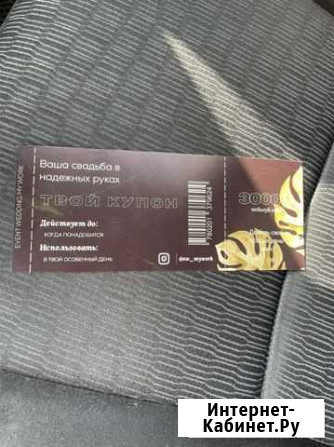 EVENT WEDDING MY WORK
Ваша свадьба в
надежных руках
ТВОЙ КУПОН
Действует до:
КОГДА ПОНАДОБИТСЯ
Использовать:
В ТВОЙ ОСОБЕННЫЙ ДЕНЬ
3000
Интернет-
Кабинет.Ру